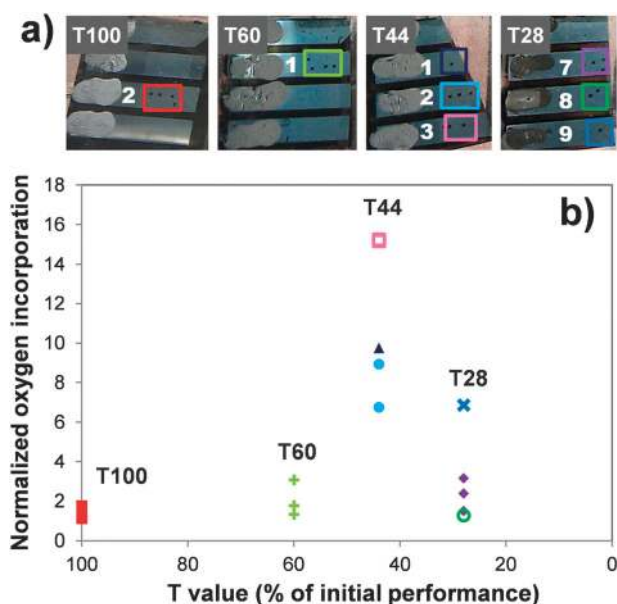 a)
T100
T60
T44
T28
2
1
1
2
3
7
8
9
b)
Normalized oxygen incorporation
18
16
14
12
10
8
6
4
2
0
T44
T28
T60
T100
100
80
60
40
20
0
T value (% of initial performance)